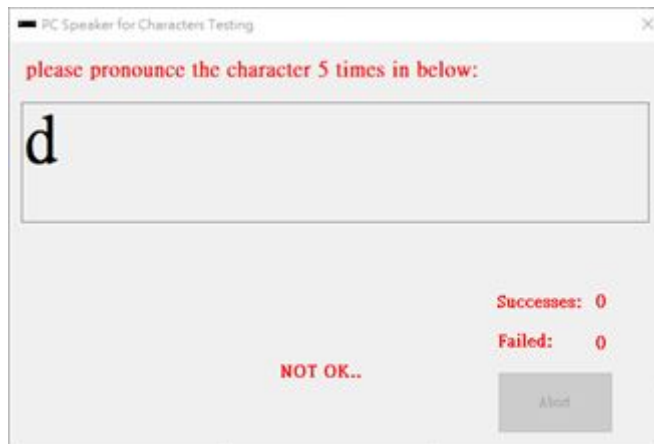 PC Speaker for Characters Testing
please pronounce the character 5 times in below:
d
Successes: 0
Failed: 0
NOT OK..
Abort